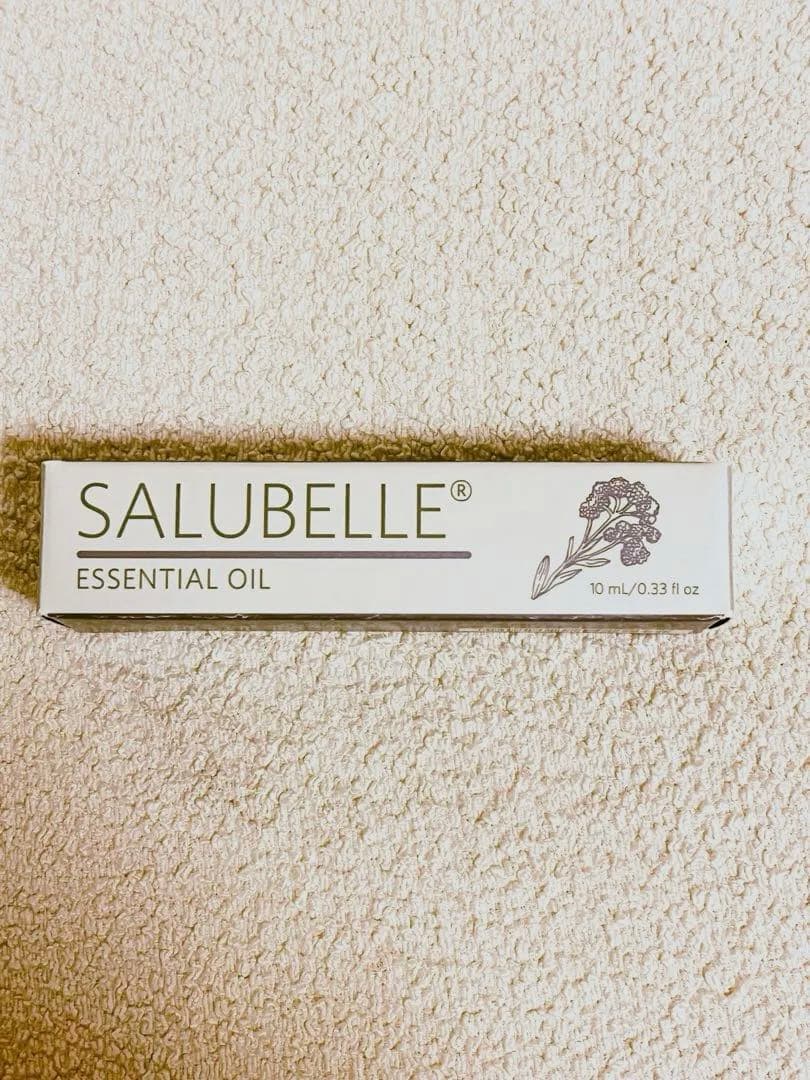 SALUBELLE®
ESSENTIAL OIL
10 mL/0.33 fl oz